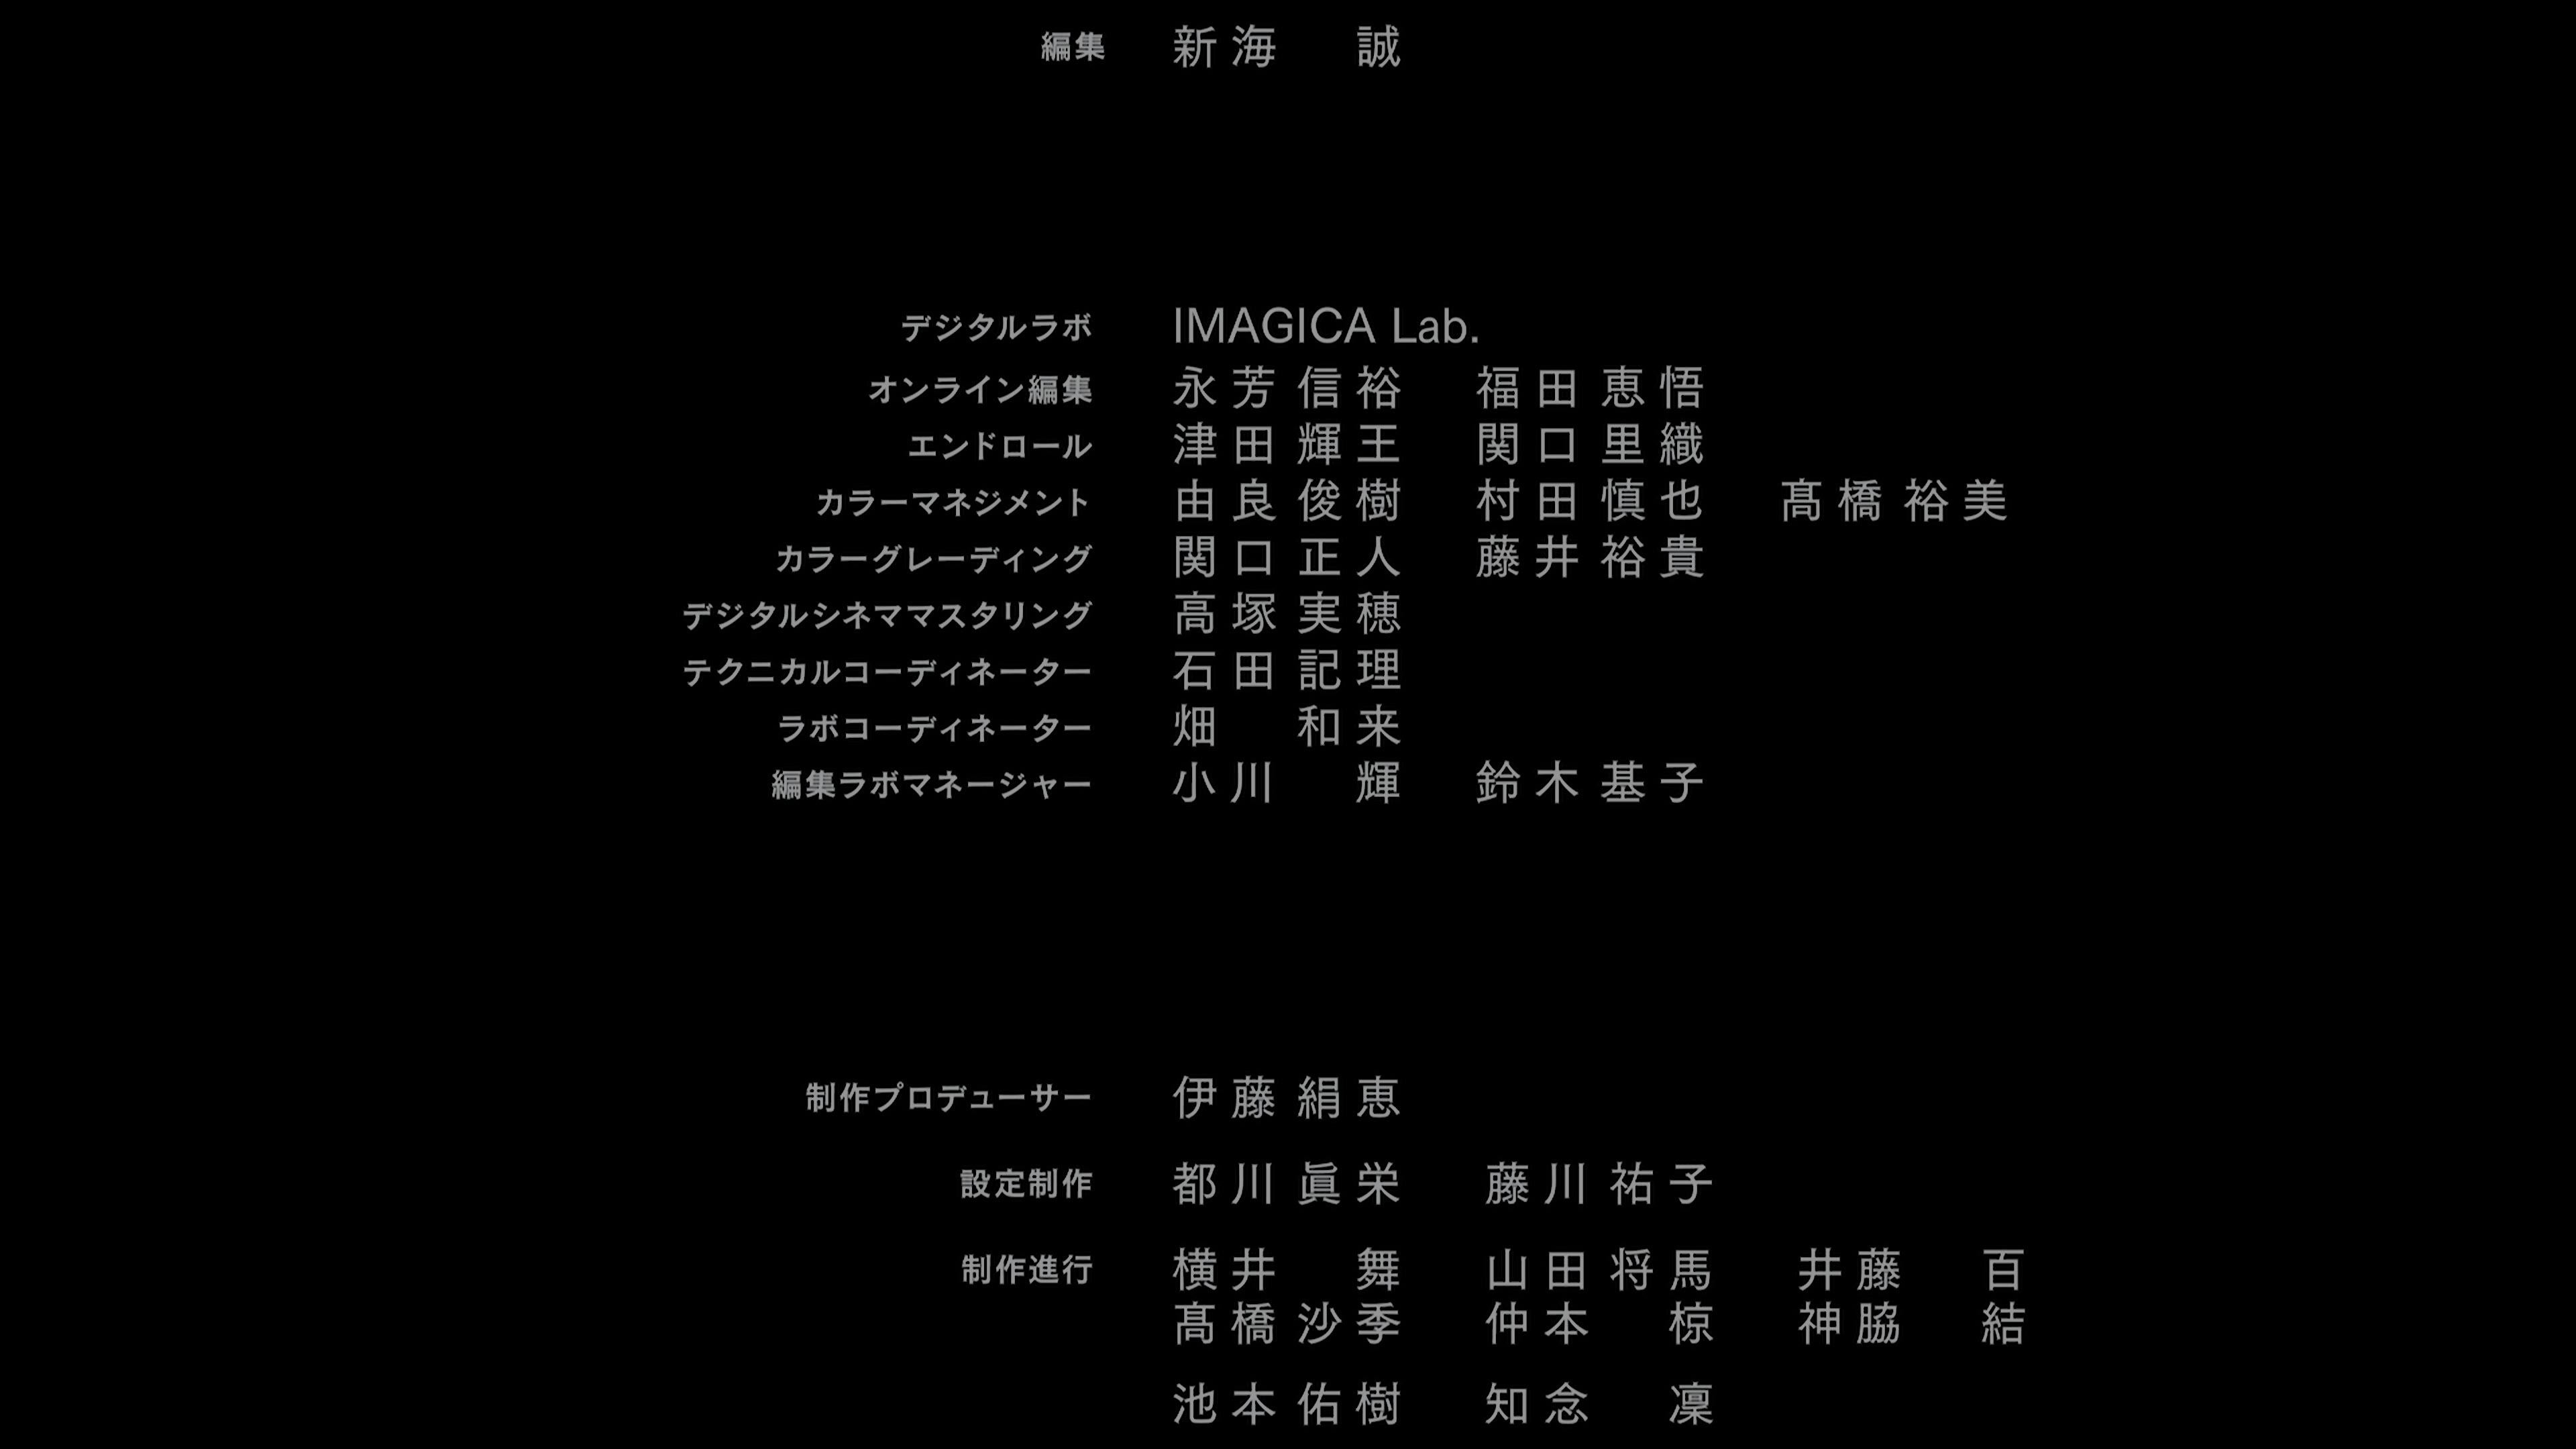 編集 新海 誠
デジタルラボ IMAGICA Lab.
オンライン編集 永芳信裕 福田恵悟
エンドロール 津田輝王 関口里織
カラーマネジメント 由良俊樹 村田慎也 髙橋裕美
カラーグレーディング 関口正人 藤井裕貴
デジタルシネママスタリング 高塚実穂
テクニカルコーディネーター 石田記理
ラボコーディネーター 畑 和来
編集ラボマネージャー 小川 輝 鈴木基子
制作プロデューサー 伊藤絹恵
設定制作 都川眞栄 藤川祐子
制作進行 横井 舞 山田将馬 井藤 百
髙橋沙季 仲本 椋 神脇 結
池本佑樹 知念 凜